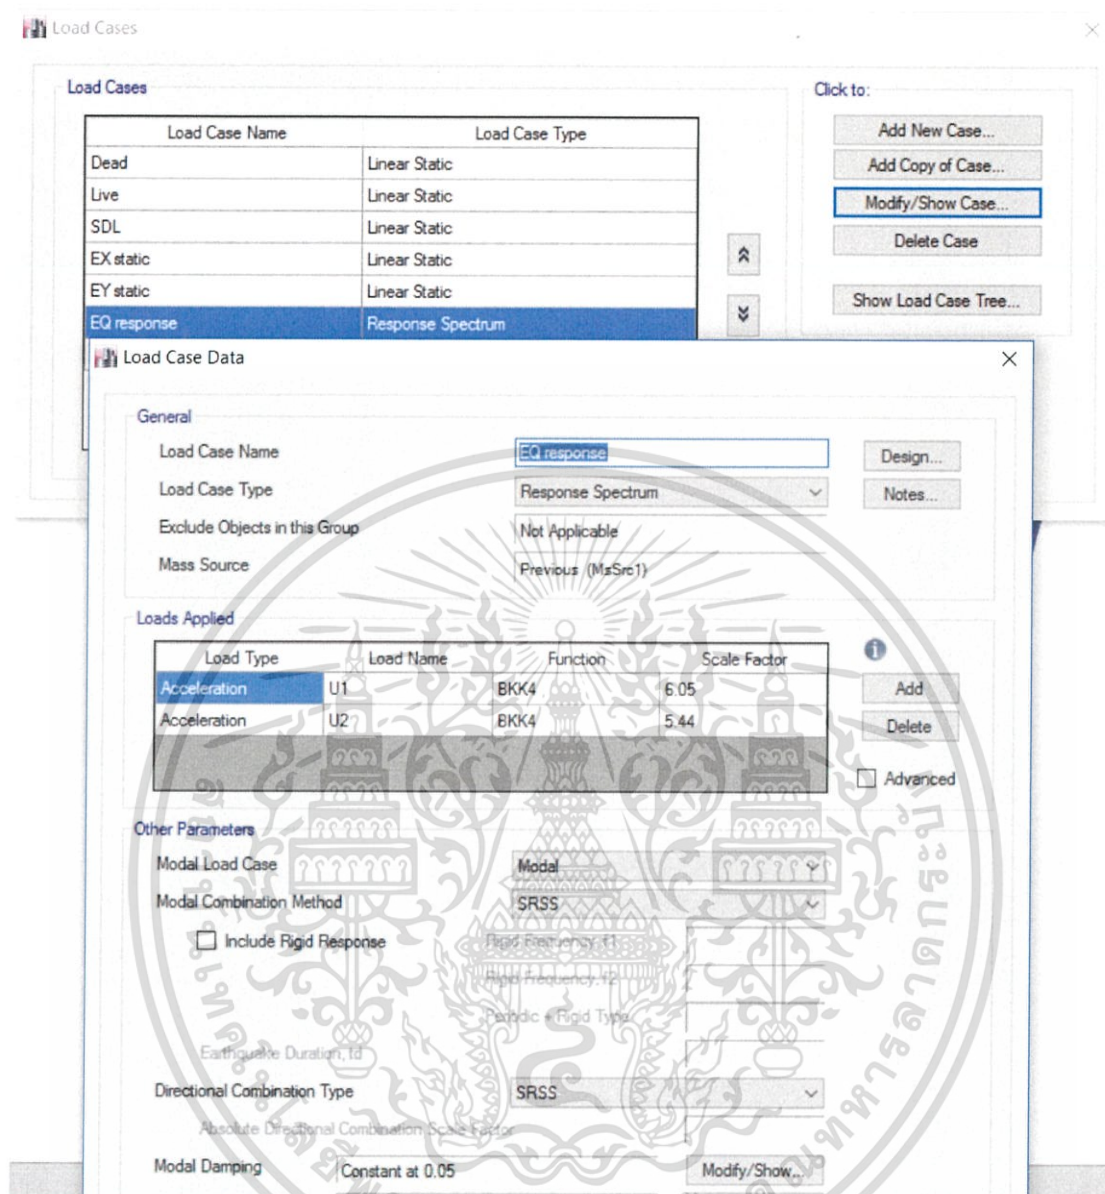 Load Cases
Load Cases
Click to:
Load Case Name Load Case Type
Dead Linear Static
Live Linear Static
SDL Linear Static
EX static Linear Static
EY static Linear Static
EQ response Response Spectrum
Add New Case...
Add Copy of Case...
Modify/Show Case...
Delete Case
Show Load Case Tree...
Load Case Data
General
Load Case Name EQ response Design...
Load Case Type Response Spectrum Notes...
Exclude Objects in this Group Not Applicable
Mass Source Previous (MsSrc1)
Loads Applied
Load Type Load Name Function Scale Factor
Acceleration U1 BKK4 6.05 Add
Acceleration U2 BKK4 5.44 Delete
Advanced
Other Parameters
Modal Load Case Modal
Modal Combination Method SRSS
Include Rigid Response Rigid Frequency, f1
Rigid Frequency, f2
Periodic + Rigid Type
Earthquake Duration, td
Directional Combination Type SRSS
Absolute Directional Combination Scale Factor
Modal Damping Constant at 0.05 Modify/Show...